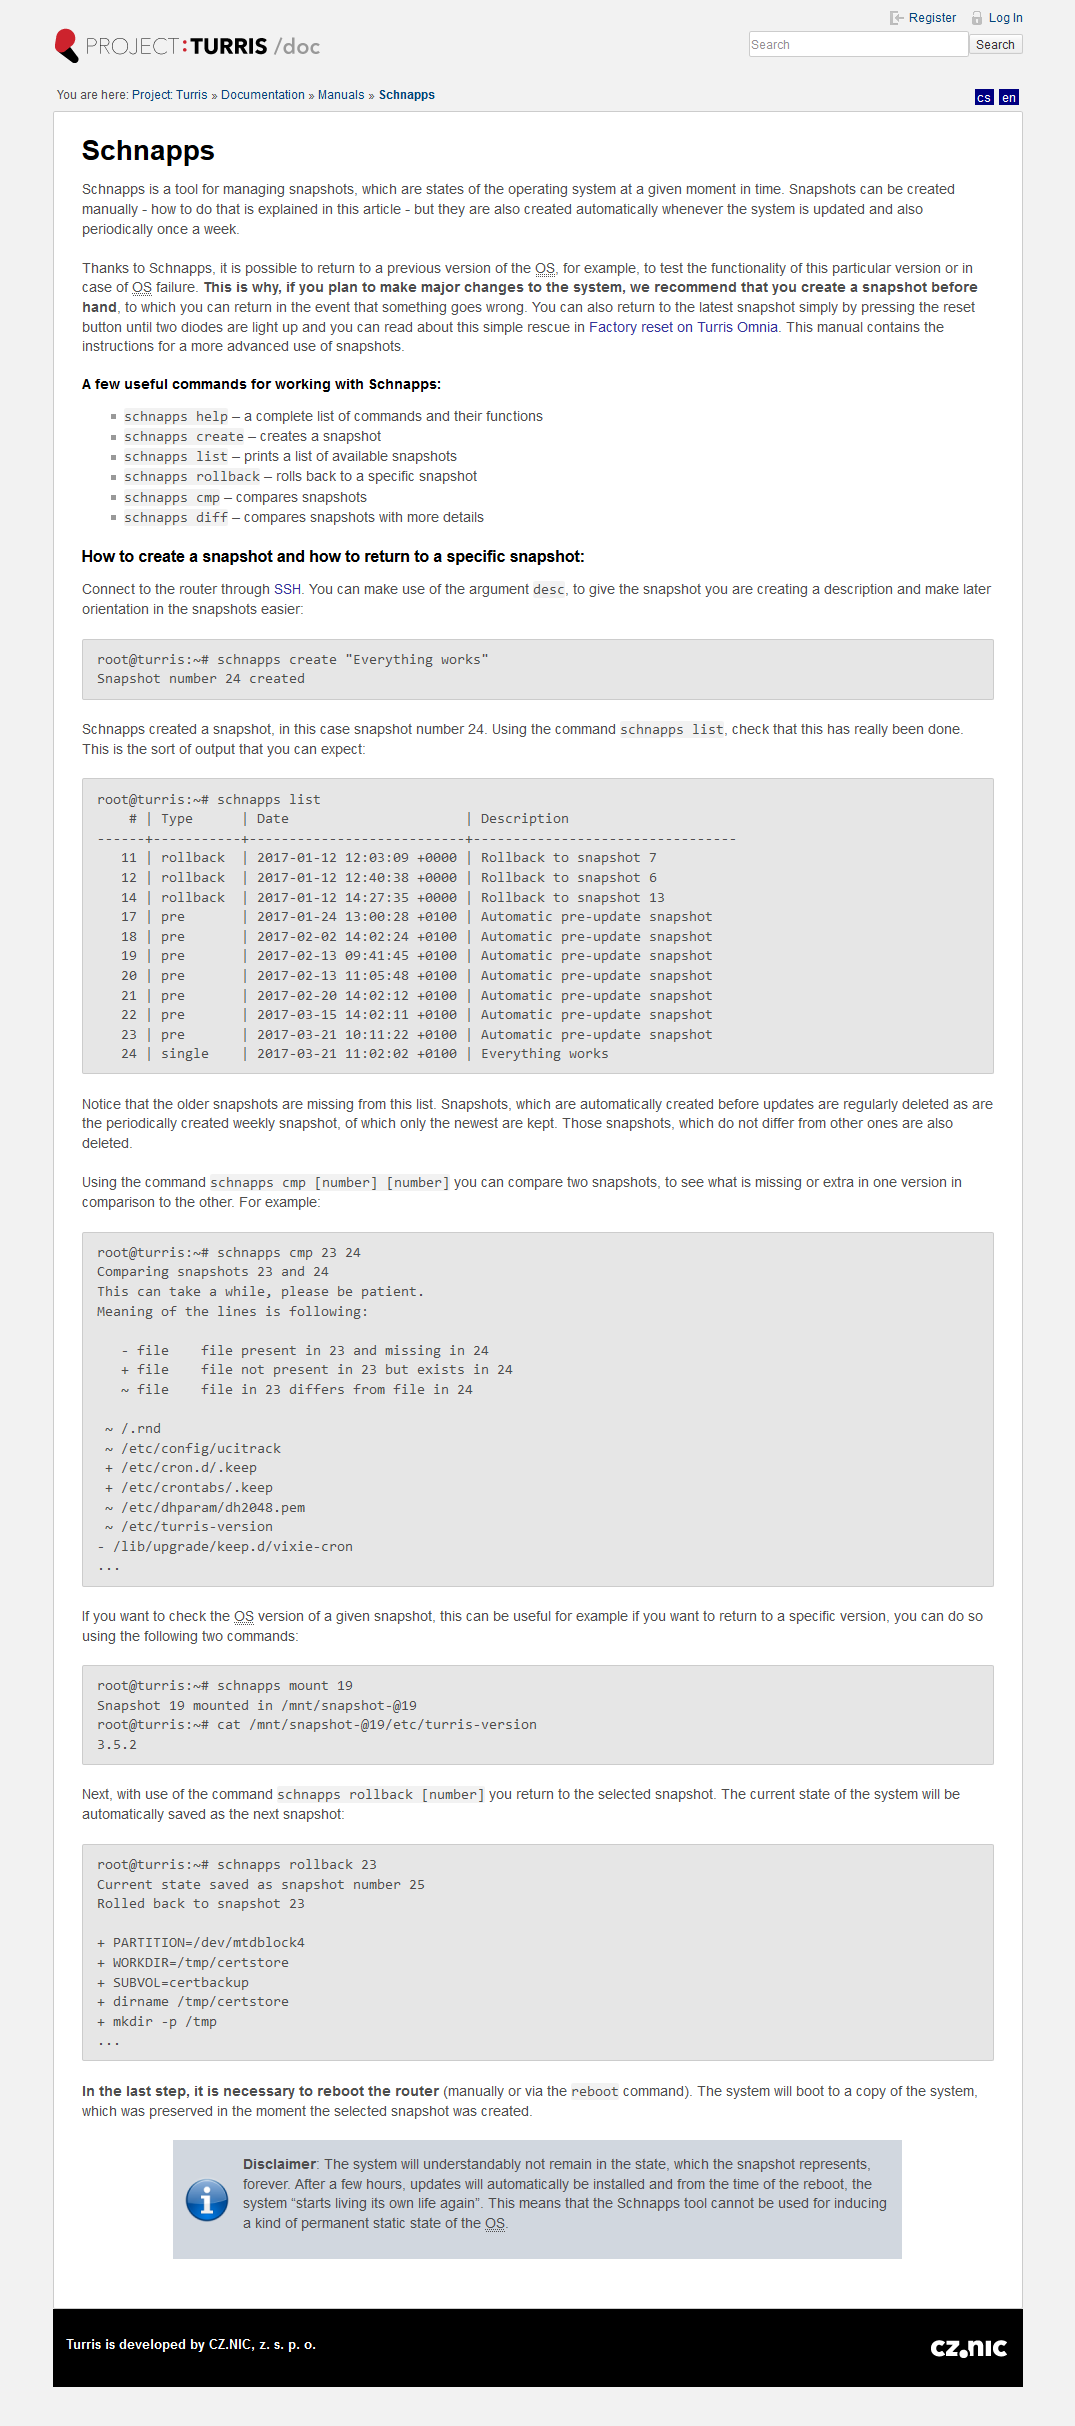 Register Log In
PROJECT:TURRIS /doc
Search Search
You are here: Project: Turris » Documentation » Manuals » Schnapps
cs en
Schnapps
Schnapps is a tool for managing snapshots, which are states of the operating system at a given moment in time. Snapshots can be created
manually - how to do that is explained in this article - but they are also created automatically whenever the system is updated and also
periodically once a week.
Thanks to Schnapps, it is possible to return to a previous version of the OS, for example, to test the functionality of this particular version or in
case of OS failure. This is why, if you plan to make major changes to the system, we recommend that you create a snapshot before
hand, to which you can return in the event that something goes wrong. You can also return to the latest snapshot simply by pressing the reset
button until two diodes are light up and you can read about this simple rescue in Factory reset on Turris Omnia. This manual contains the
instructions for a more advanced use of snapshots.
A few useful commands for working with Schnapps:
schnapps help – a complete list of commands and their functions
schnapps create – creates a snapshot
schnapps list – prints a list of available snapshots
schnapps rollback – rolls back to a specific snapshot
schnapps cmp – compares snapshots
schnapps diff – compares snapshots with more details
How to create a snapshot and how to return to a specific snapshot:
Connect to the router through SSH. You can make use of the argument desc, to give the snapshot you are creating a description and make later
orientation in the snapshots easier:
root@turris:~# schnapps create "Everything works"
Snapshot number 24 created
Schnapps created a snapshot, in this case snapshot number 24. Using the command schnapps list, check that this has really been done.
This is the sort of output that you can expect:
root@turris:~# schnapps list
    # | Type      | Date                      | Description
------+-----------+---------------------------+---------------------------------
   11 | rollback  | 2017-01-12 12:03:09 +0000 | Rollback to snapshot 7
   12 | rollback  | 2017-01-12 12:40:38 +0000 | Rollback to snapshot 6
   14 | rollback  | 2017-01-12 14:27:35 +0000 | Rollback to snapshot 13
   17 | pre       | 2017-01-24 13:00:28 +0100 | Automatic pre-update snapshot
   18 | pre       | 2017-02-02 14:02:24 +0100 | Automatic pre-update snapshot
   19 | pre       | 2017-02-13 09:41:45 +0100 | Automatic pre-update snapshot
   20 | pre       | 2017-02-13 11:05:48 +0100 | Automatic pre-update snapshot
   21 | pre       | 2017-02-20 14:02:12 +0100 | Automatic pre-update snapshot
   22 | pre       | 2017-03-15 14:02:11 +0100 | Automatic pre-update snapshot
   23 | pre       | 2017-03-21 10:11:22 +0100 | Automatic pre-update snapshot
   24 | single    | 2017-03-21 11:02:02 +0100 | Everything works
Notice that the older snapshots are missing from this list. Snapshots, which are automatically created before updates are regularly deleted as are
the periodically created weekly snapshot, of which only the newest are kept. Those snapshots, which do not differ from other ones are also
deleted.
Using the command schnapps cmp [number] [number] you can compare two snapshots, to see what is missing or extra in one version in
comparison to the other. For example:
root@turris:~# schnapps cmp 23 24
Comparing snapshots 23 and 24
This can take a while, please be patient.
Meaning of the lines is following:
   - file    file present in 23 and missing in 24
   + file    file not present in 23 but exists in 24
   ~ file    file in 23 differs from file in 24
 ~ /.rnd
 ~ /etc/config/ucitrack
 + /etc/cron.d/.keep
 + /etc/crontabs/.keep
 ~ /etc/dhparam/dh2048.pem
 ~ /etc/turris-version
- /lib/upgrade/keep.d/vixie-cron
...
If you want to check the OS version of a given snapshot, this can be useful for example if you want to return to a specific version, you can do so
using the following two commands:
root@turris:~# schnapps mount 19
Snapshot 19 mounted in /mnt/snapshot-@19
root@turris:~# cat /mnt/snapshot-@19/etc/turris-version
3.5.2
Next, with use of the command schnapps rollback [number] you return to the selected snapshot. The current state of the system will be
automatically saved as the next snapshot:
root@turris:~# schnapps rollback 23
Current state saved as snapshot number 25
Rolled back to snapshot 23
+ PARTITION=/dev/mtdblock4
+ WORKDIR=/tmp/certstore
+ SUBVOL=certbackup
+ dirname /tmp/certstore
+ mkdir -p /tmp
...
In the last step, it is necessary to reboot the router (manually or via the reboot command). The system will boot to a copy of the system,
which was preserved in the moment the selected snapshot was created.
Disclaimer: The system will understandably not remain in the state, which the snapshot represents,
forever. After a few hours, updates will automatically be installed and from the time of the reboot, the
system “starts living its own life again”. This means that the Schnapps tool cannot be used for inducing
a kind of permanent static state of the OS.
Turris is developed by CZ.NIC, z. s. p. o.
cz.nic